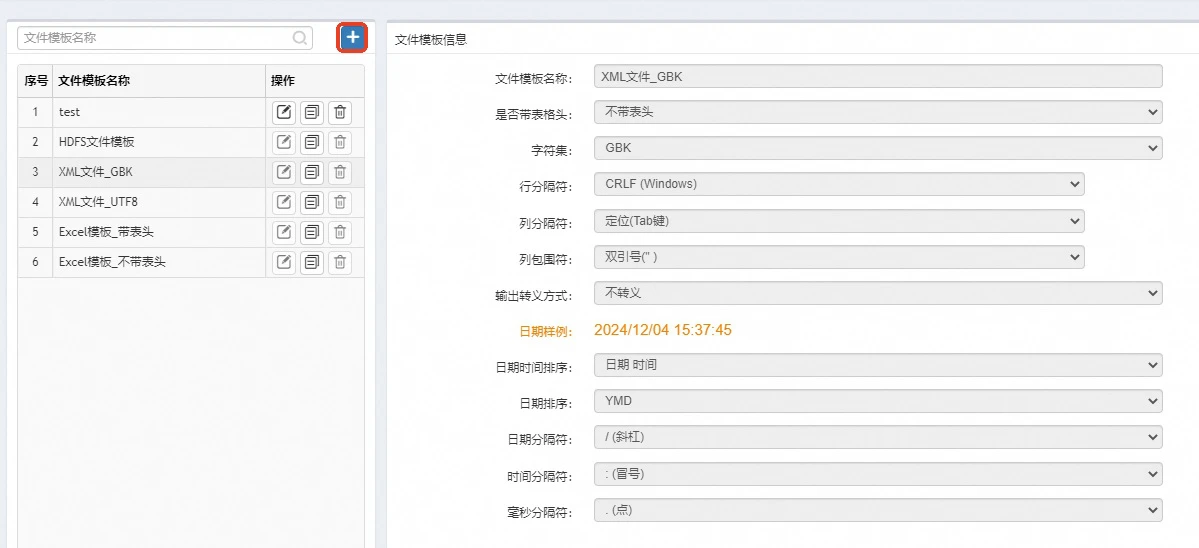 文件模板名称
+
序号 文件模板名称 操作
1 test
2 HDFS文件模板
3 XML文件_GBK
4 XML文件_UTF8
5 Excel模板_带表头
6 Excel模板_不带表头
文件模板信息
文件模板名称: XML文件_GBK
是否带表格头: 不带表头
字符集: GBK
行分隔符: CRLF (Windows)
列分隔符: 定位(Tab键)
列包围符: 双引号(" )
输出转义方式: 不转义
日期样例: 2024/12/04 15:37:45
日期时间排序: 日期 时间
日期排序: YMD
日期分隔符: / (斜杠)
时间分隔符: : (冒号)
毫秒分隔符: . (点)